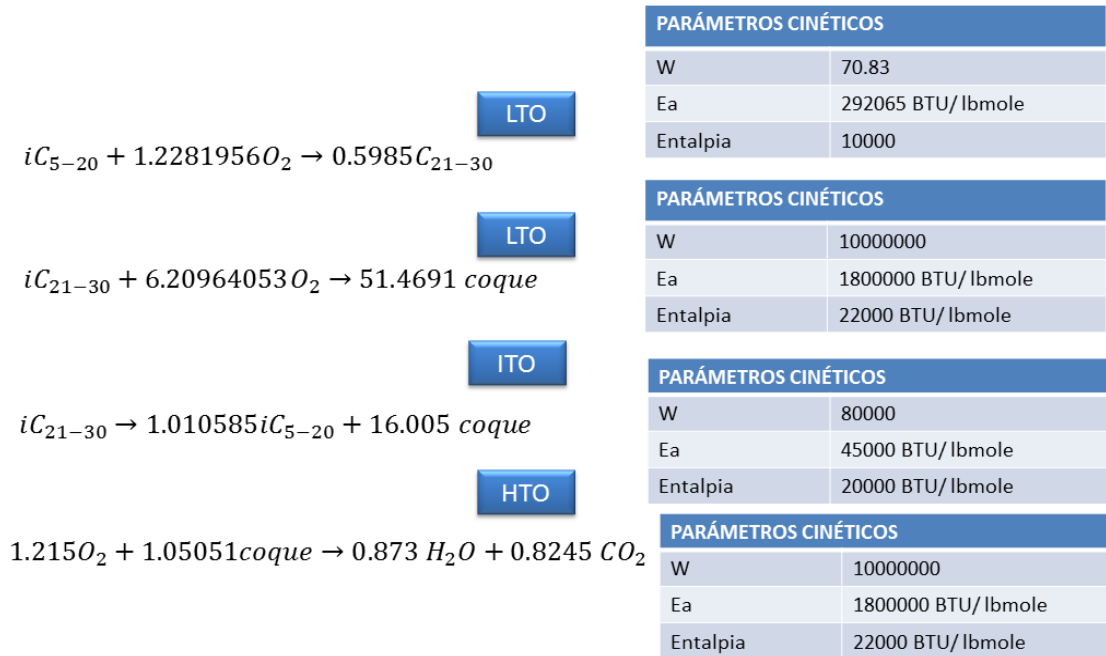 PARÁMETROS CINÉTICOS
W 70.83
Ea 292065 BTU/lbmole
Entalpia 10000
LTO
iC₅₋₂₀ + 1.2281956O₂ → 0.5985C₂₁₋₃₀
PARÁMETROS CINÉTICOS
W 10000000
Ea 1800000 BTU/lbmole
Entalpia 22000 BTU/lbmole
LTO
iC₂₁₋₃₀ + 6.20964053O₂ → 51.4691 coque
PARÁMETROS CINÉTICOS
W 80000
Ea 45000 BTU/lbmole
Entalpia 20000 BTU/lbmole
ITO
iC₂₁₋₃₀ → 1.010585iC₅₋₂₀ + 16.005 coque
HTO
1.215O₂ + 1.05051coque → 0.873 H₂O + 0.8245 CO₂
PARÁMETROS CINÉTICOS
W 10000000
Ea 1800000 BTU/lbmole
Entalpia 22000 BTU/lbmole